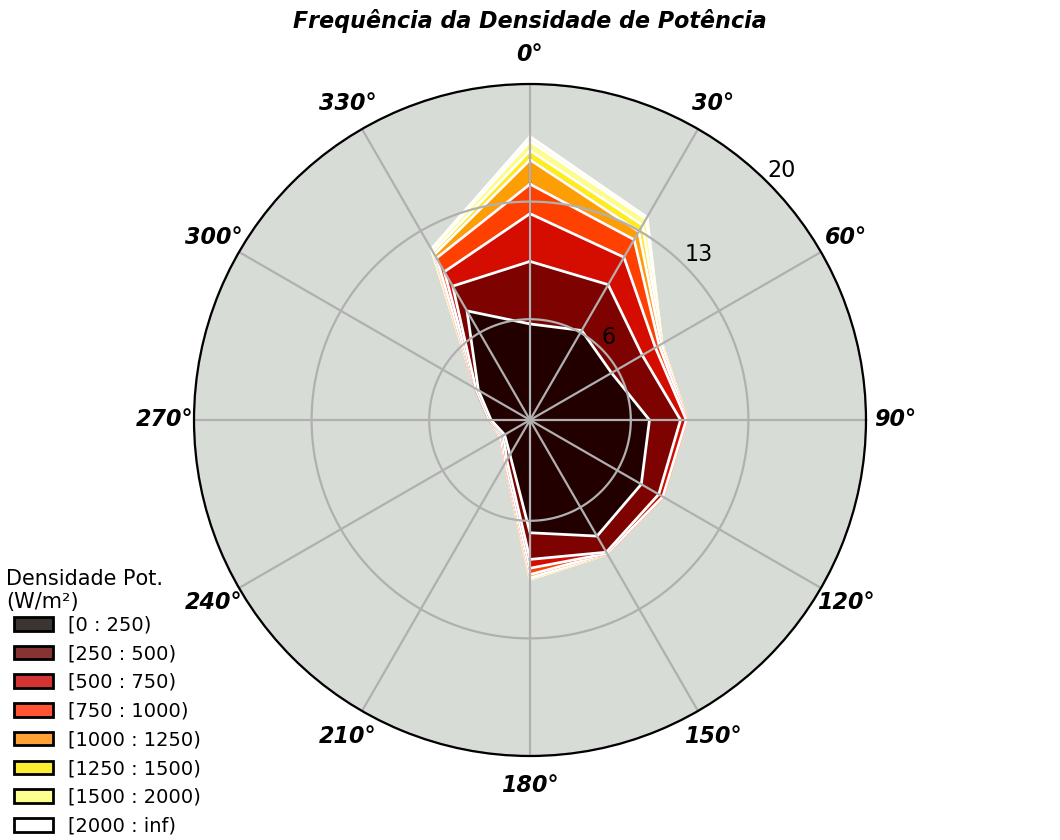 Frequência da Densidade de Potência
0°
330°
30°
20
300°
60°
13
6
270°
90°
240°
120°
210°
150°
180°
Densidade Pot.
(W/m²)
[0 : 250)
[250 : 500)
[500 : 750)
[750 : 1000)
[1000 : 1250)
[1250 : 1500)
[1500 : 2000)
[2000 : inf)